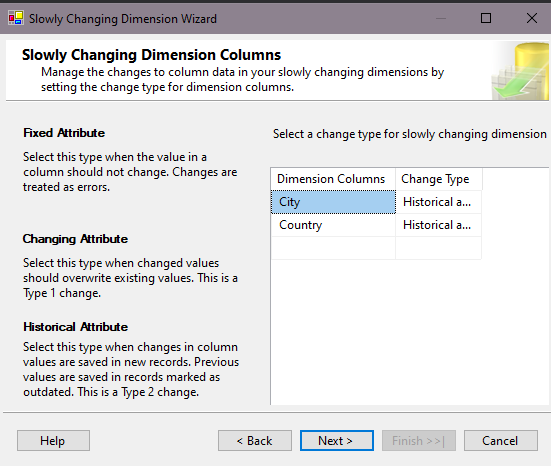 Slowly Changing Dimension Wizard
Slowly Changing Dimension Columns
Manage the changes to column data in your slowly changing dimensions by
setting the change type for dimension columns.
Fixed Attribute
Select this type when the value in a
column should not change. Changes are
treated as errors.
Changing Attribute
Select this type when changed values
should overwrite existing values. This is a
Type 1 change.
Historical Attribute
Select this type when changes in column
values are saved in new records. Previous
values are saved in records marked as
outdated. This is a Type 2 change.
Select a change type for slowly changing dimension
Dimension Columns Change Type
City Historical a...
Country Historical a...
Help < Back Next > Finish >>| Cancel